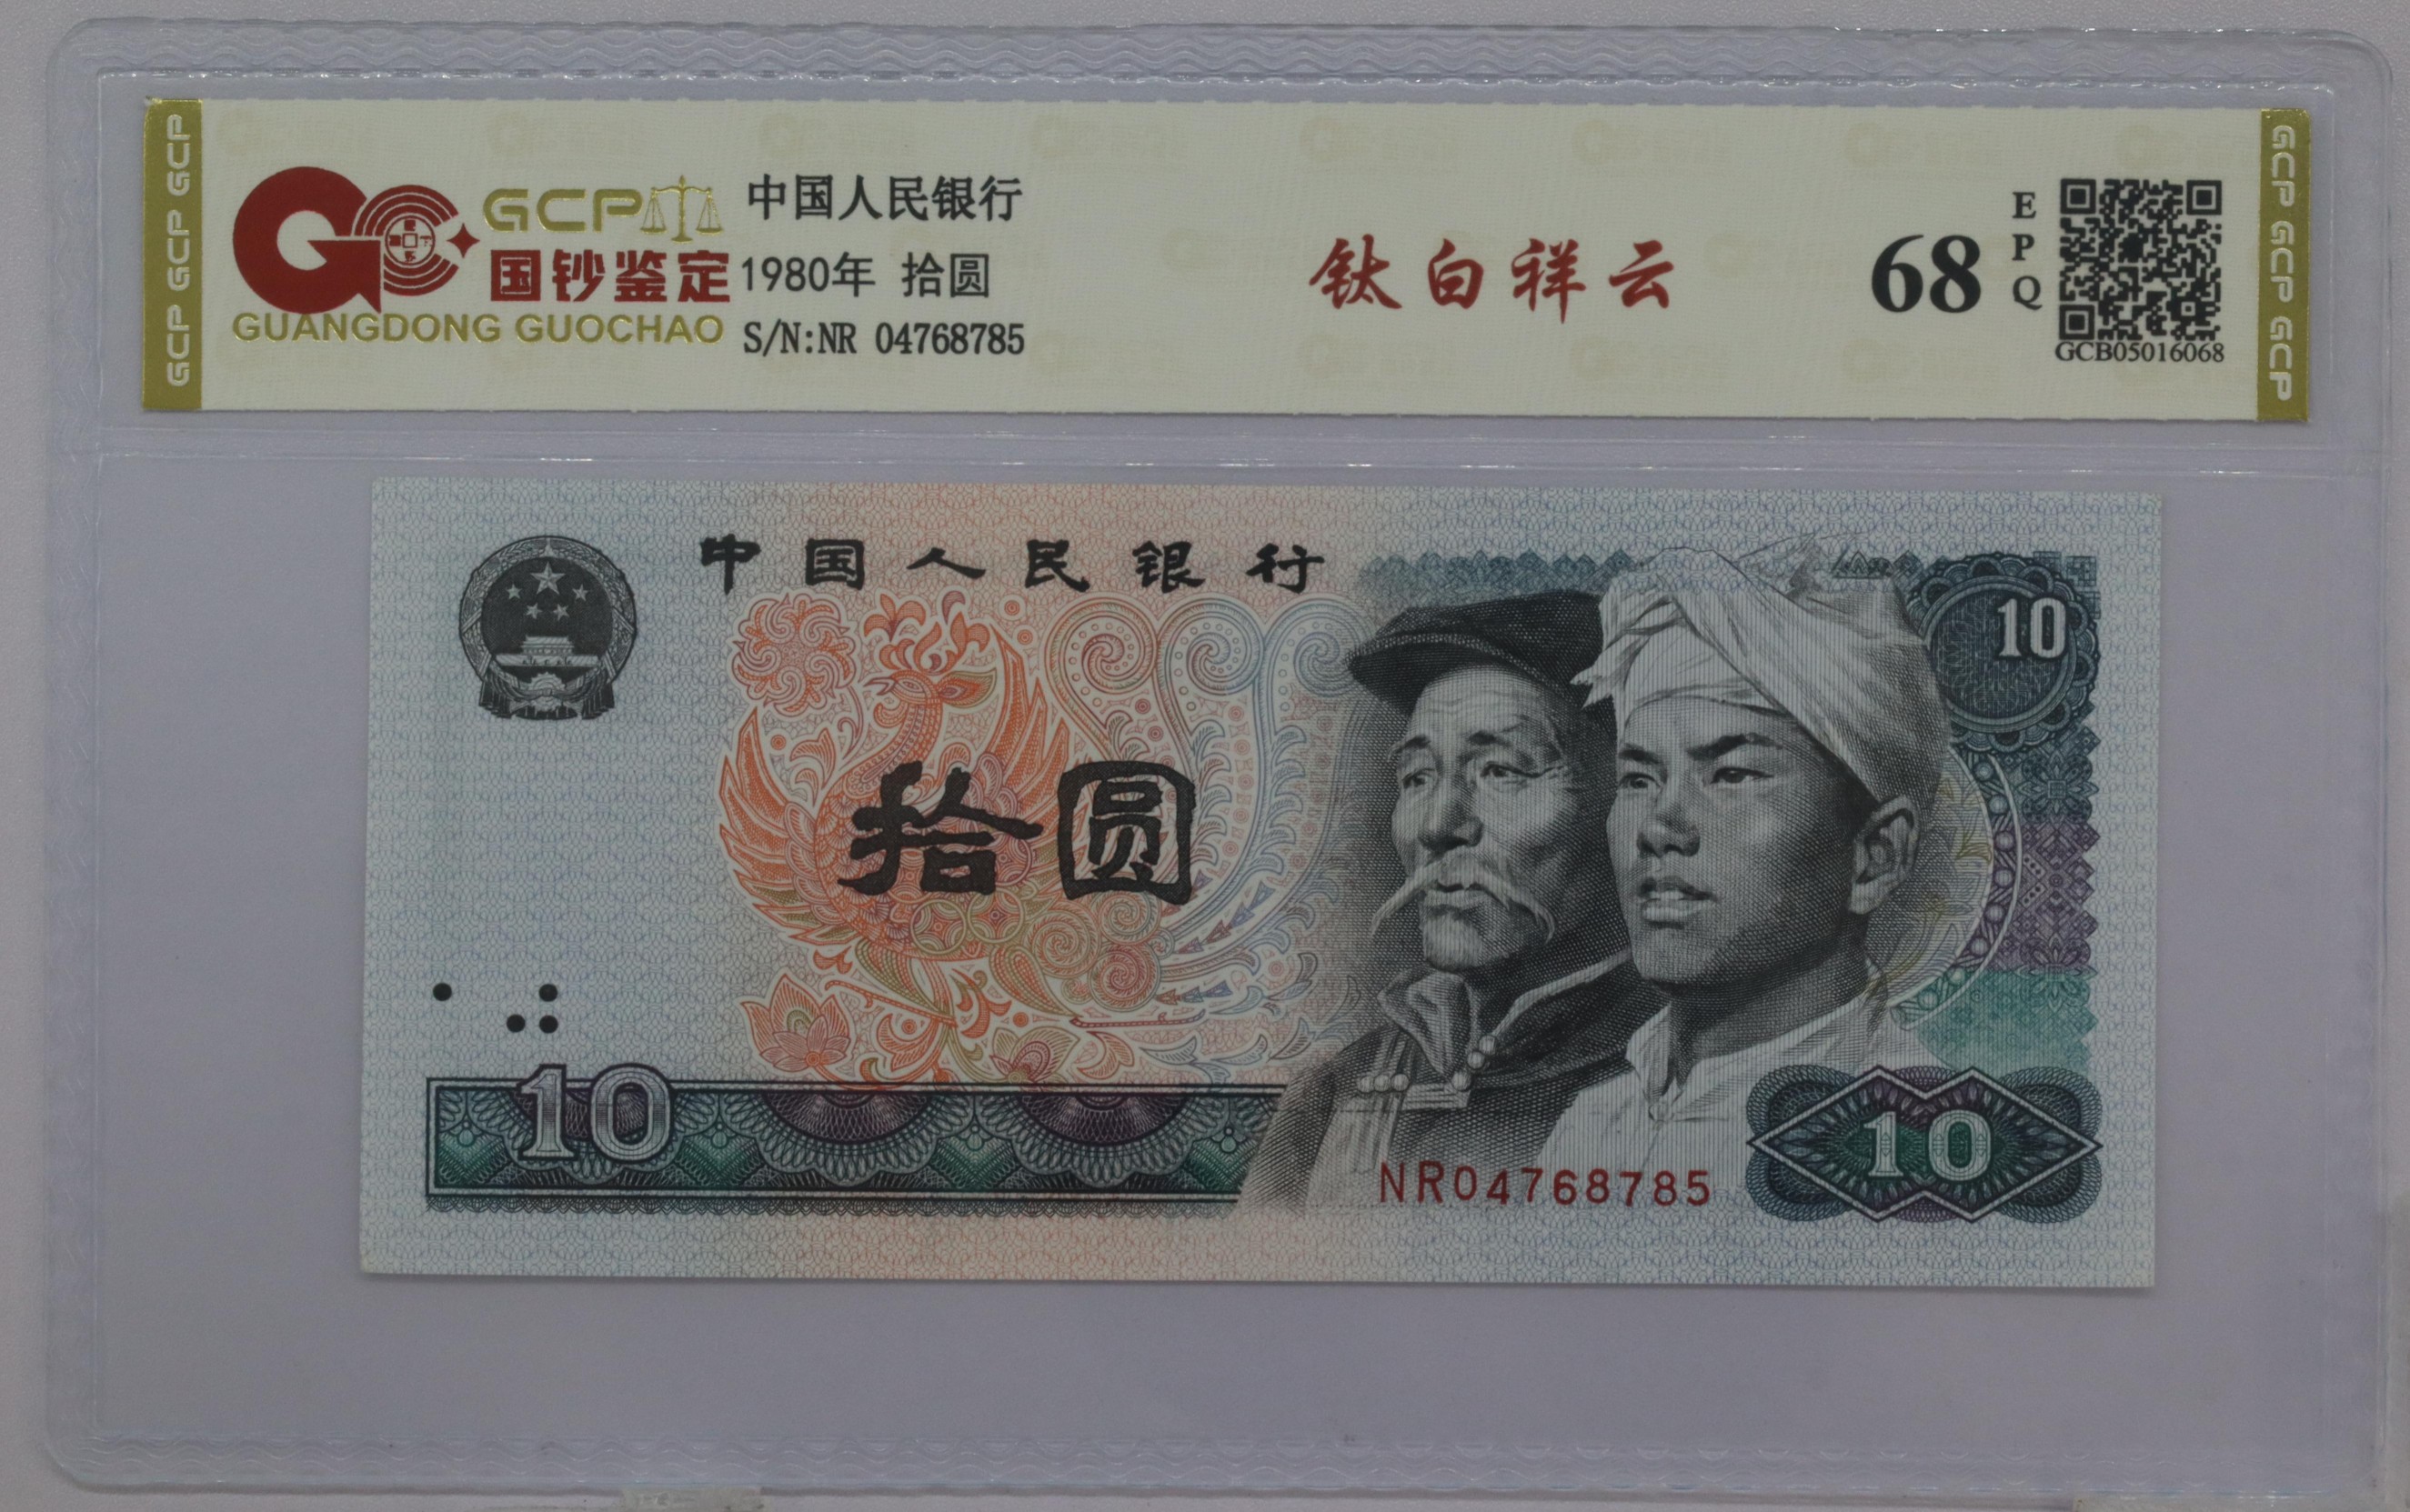 GCP GCP GCP
GCP
国钞鉴定
GUANGDONG GUOCHAO
中国人民银行
1980年 拾圆
S/N:NR 04768785
钛白祥云
68
EPQ
GCB05016068
GCP GCP GCP
中国人民银行
10
拾圆
10
NR04768785
10